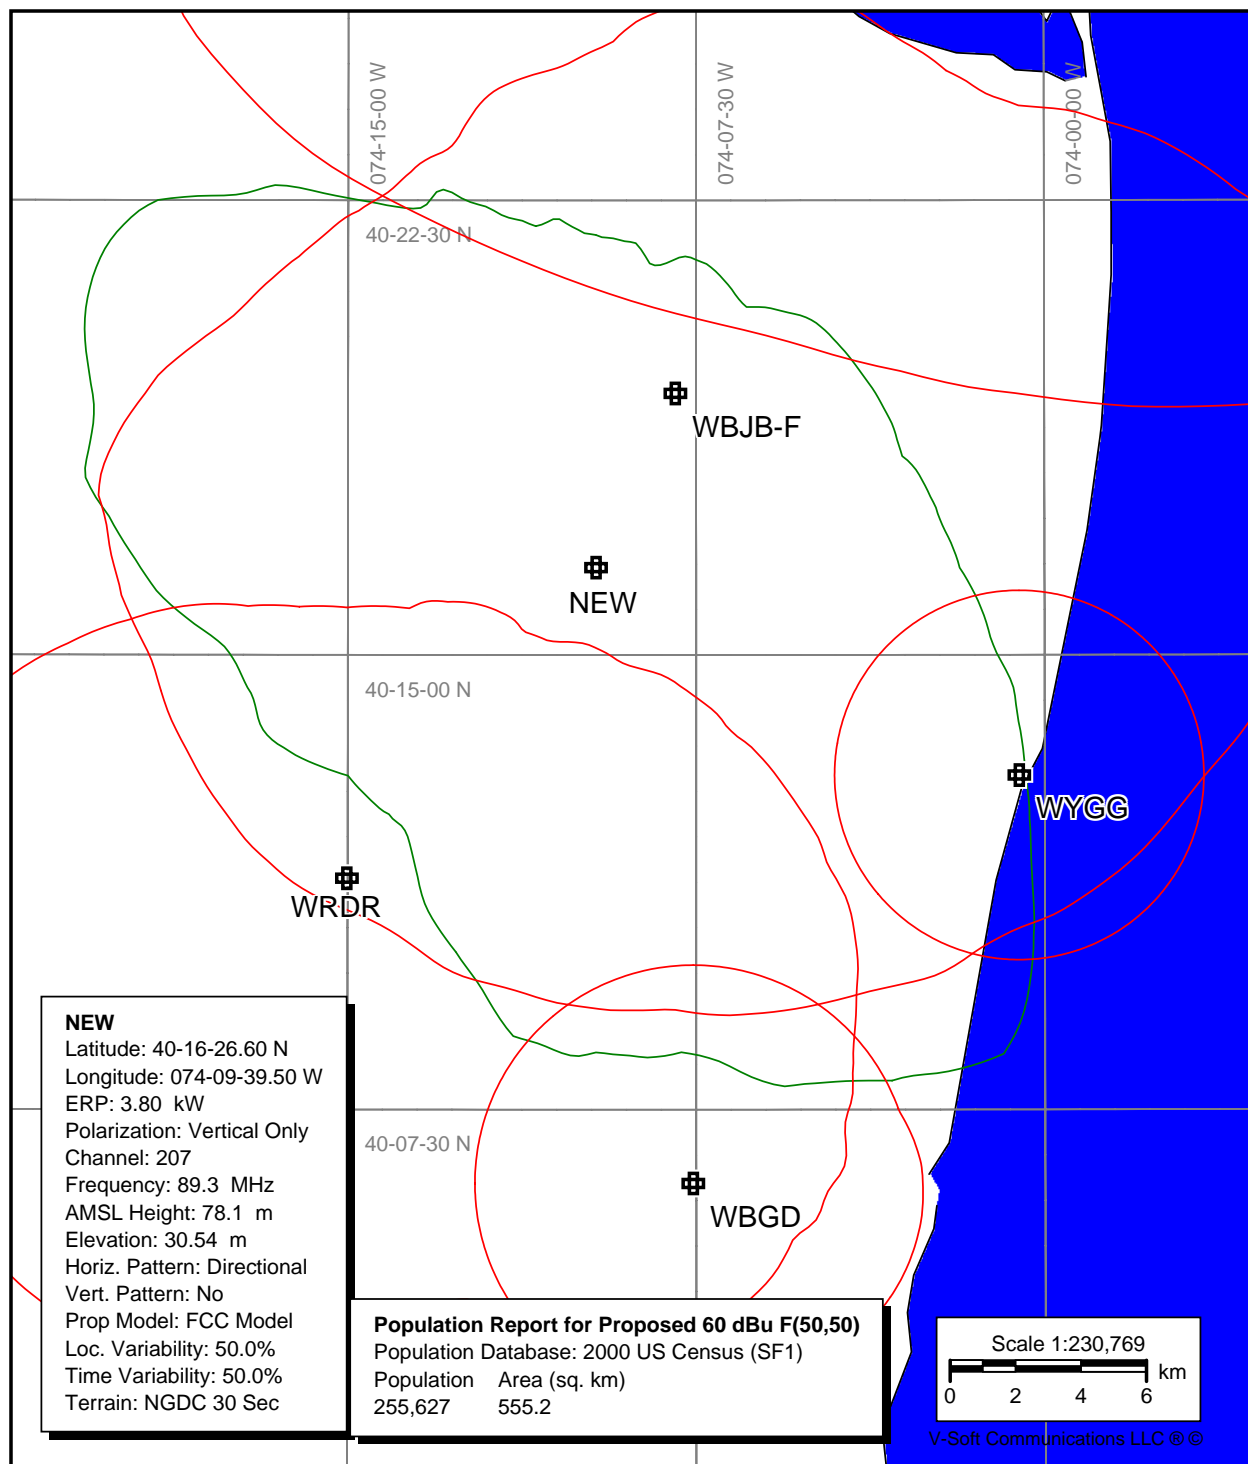 074-15-00 W
074-07-30 W
074-00-00 W
40-22-30 N
WBJB-F
NEW
40-15-00 N
WYGG
WRDR
40-07-30 N
WBGD
NEW
Latitude: 40-16-26.60 N
Longitude: 074-09-39.50 W
ERP: 3.80 kW
Polarization: Vertical Only
Channel: 207
Frequency: 89.3 MHz
AMSL Height: 78.1 m
Elevation: 30.54 m
Horiz. Pattern: Directional
Vert. Pattern: No
Prop Model: FCC Model
Loc. Variability: 50.0%
Time Variability: 50.0%
Terrain: NGDC 30 Sec
Population Report for Proposed 60 dBu F(50,50)
Population Database: 2000 US Census (SF1)
Population Area (sq. km)
255,627 555.2
Scale 1:230,769
km
0 2 4 6
V-Soft Communications LLC ® ©